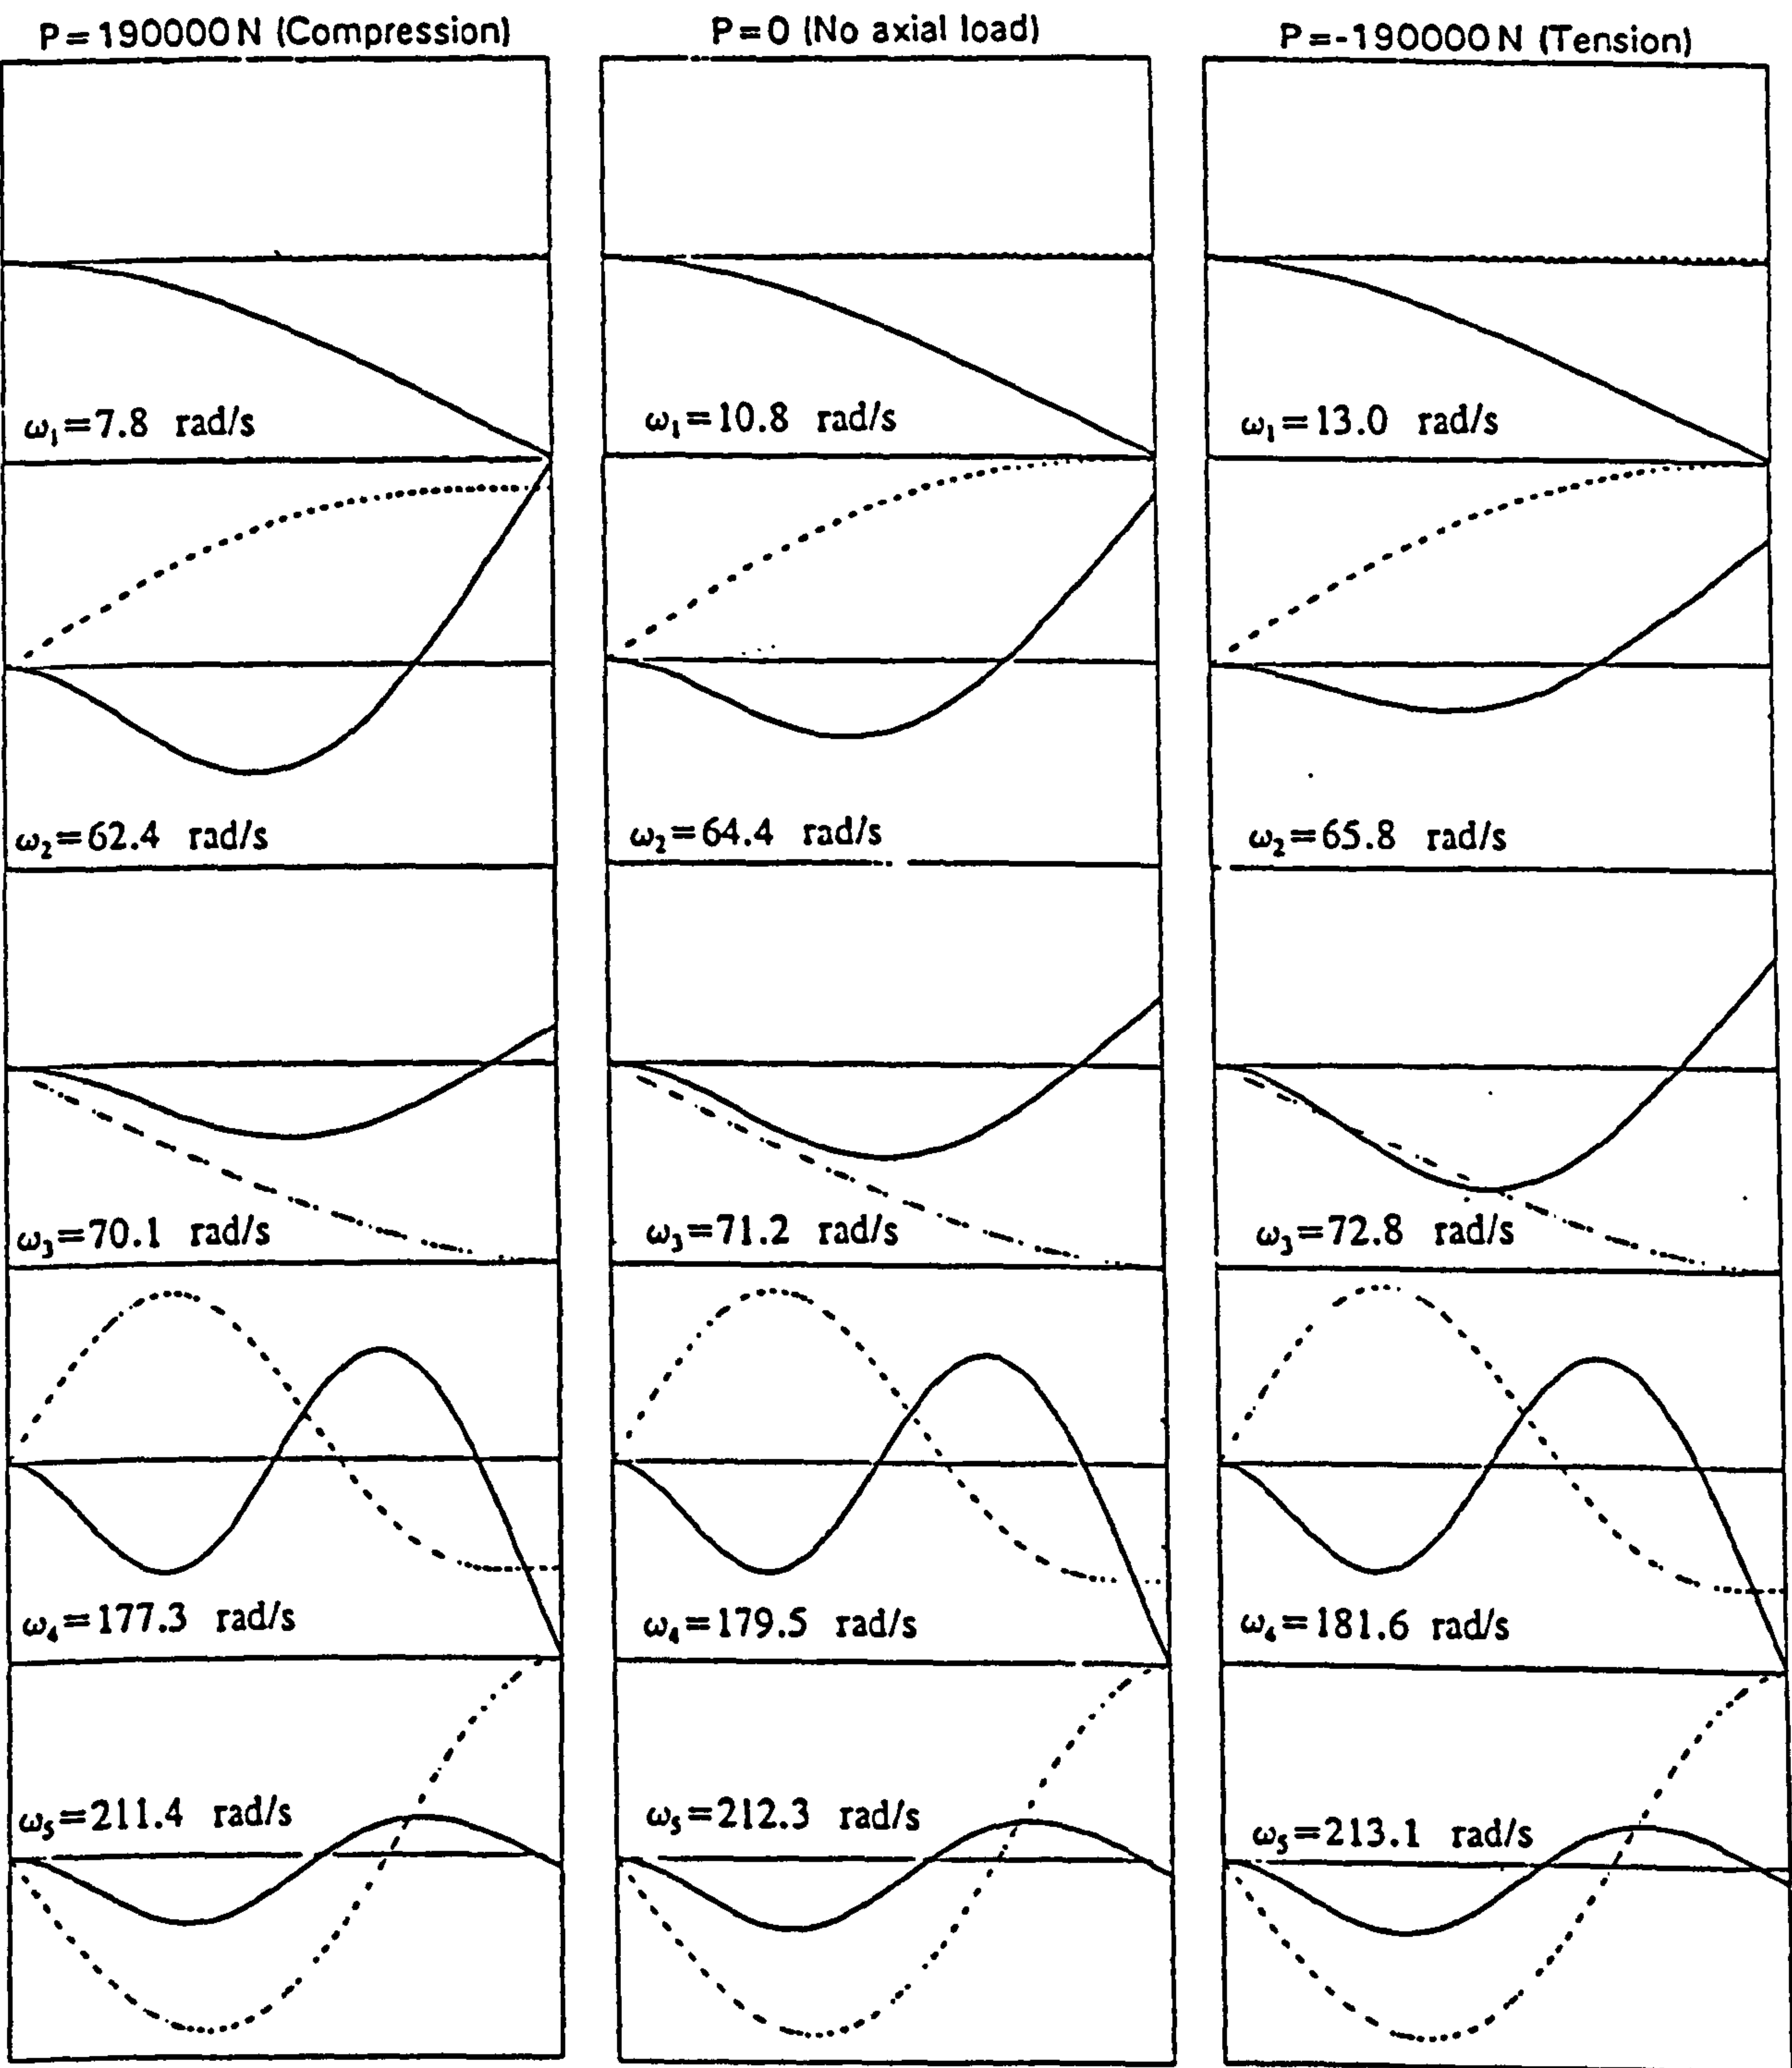 P=190000N (Compression)
P=0 (No axial load)
P=-190000N (Tension)
ω₁=7.8 rad/s
ω₁=10.8 rad/s
ω₁=13.0 rad/s
ω₂=62.4 rad/s
ω₂=64.4 rad/s
ω₂=65.8 rad/s
ω₃=70.1 rad/s
ω₃=71.2 rad/s
ω₃=72.8 rad/s
ω₄=177.3 rad/s
ω₄=179.5 rad/s
ω₄=181.6 rad/s
ω₅=211.4 rad/s
ω₅=212.3 rad/s
ω₅=213.1 rad/s